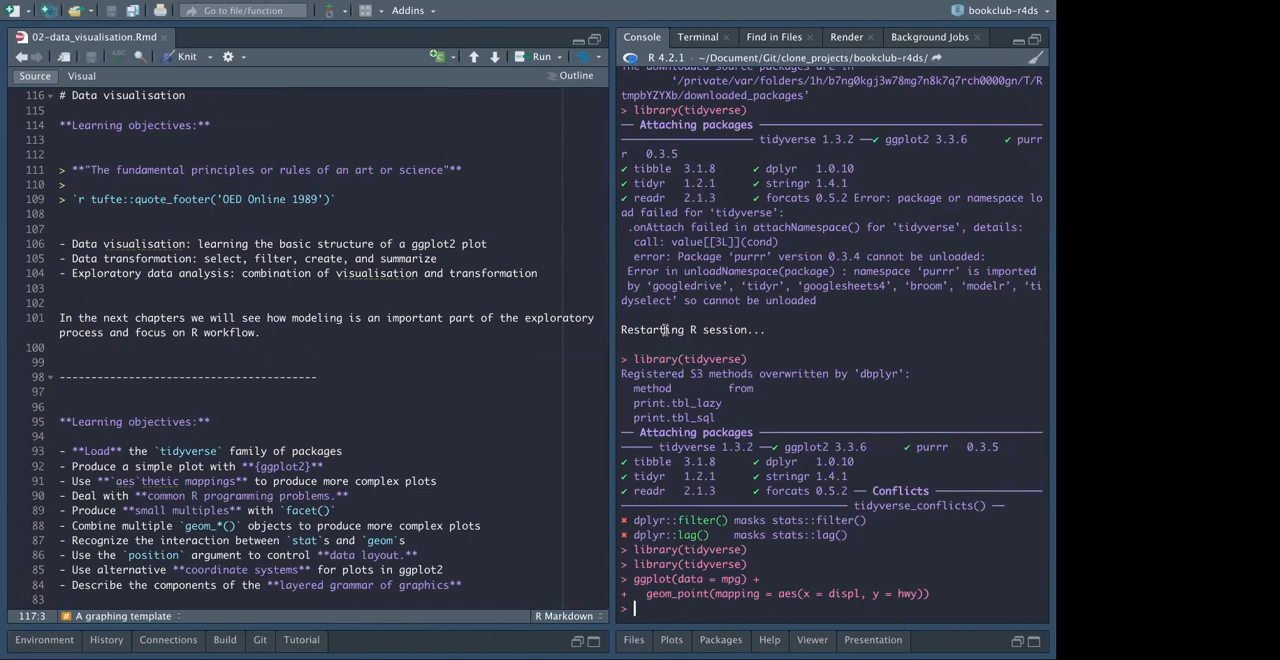 Go to file/function
Addins
bookclub-r4ds
02-data_visualisation.Rmd
Knit
Run
Source
Visual
Outline
116 # Data visualisation
115
114 **Learning objectives:**
113
112
111 > **"The fundamental principles or rules of an art or science"**
110 >
109 > `r tufte::quote_footer('OED Online 1989')`
108
107
106 - Data visualisation: learning the basic structure of a ggplot2 plot
105 - Data transformation: select, filter, create, and summarize
104 - Exploratory data analysis: combination of visualisation and transformation
103
102
101 In the next chapters we will see how modeling is an important part of the exploratory
process and focus on R workflow.
100
99
98 -----------------------------------------
97
96
95 **Learning objectives:**
94
93 - **Load** the `tidyverse` family of packages
92 - Produce a simple plot with **{ggplot2}**
91 - Use **`aes`thetic mappings** to produce more complex plots
90 - Deal with **common R programming problems.**
89 - Produce **small multiples** with `facet()`
88 - Combine multiple `geom_*()` objects to produce more complex plots
87 - Recognize the interaction between `stat`s and `geom`s
86 - Use the `position` argument to control **data layout.**
85 - Use alternative **coordinate systems** for plots in ggplot2
84 - Describe the components of the **layered grammar of graphics**
83
117:3 # A graphing template
R Markdown
Environment History Connections Build Git Tutorial
Console Terminal Find in Files Render Background Jobs
R 4.2.1 · ~/Document/Git/clone_projects/bookclub-r4ds/
The downloaded source packages are in
‘/private/var/folders/1h/b7ng0kgj3w78mg7n8k7q7rch0000gn/T/R
tmpbYZYXb/downloaded_packages’
> library(tidyverse)
── Attaching packages ─────────
─────────── tidyverse 1.3.2 ──✔ ggplot2 3.3.6 ✔ pur
r 0.3.5
✔ tibble 3.1.8 ✔ dplyr 1.0.10
✔ tidyr 1.2.1 ✔ stringr 1.4.1
✔ readr 2.1.3 ✔ forcats 0.5.2 Error: package or namespace lo
ad failed for ‘tidyverse’:
.onAttach failed in attachNamespace() for 'tidyverse', details:
call: value[[3L]](cond)
error: Package ‘purrr’ version 0.3.4 cannot be unloaded:
Error in unloadNamespace(package) : namespace ‘purrr’ is imported
by ‘googledrive’, ‘tidyr’, ‘googlesheets4’, ‘broom’, ‘modelr’, ‘ti
dyselect’ so cannot be unloaded
Restarting R session...
> library(tidyverse)
Registered S3 methods overwritten by 'dbplyr':
method from
print.tbl_lazy
print.tbl_sql
── Attaching packages ─────────
───── tidyverse 1.3.2 ──✔ ggplot2 3.3.6 ✔ purrr 0.3.5
✔ tibble 3.1.8 ✔ dplyr 1.0.10
✔ tidyr 1.2.1 ✔ stringr 1.4.1
✔ readr 2.1.3 ✔ forcats 0.5.2 ── Conflicts ─────────
─────────── tidyverse_conflicts() ──
✖ dplyr::filter() masks stats::filter()
✖ dplyr::lag() masks stats::lag()
> library(tidyverse)
> library(tidyverse)
> ggplot(data = mpg) +
+ geom_point(mapping = aes(x = displ, y = hwy))
>
Files Plots Packages Help Viewer Presentation